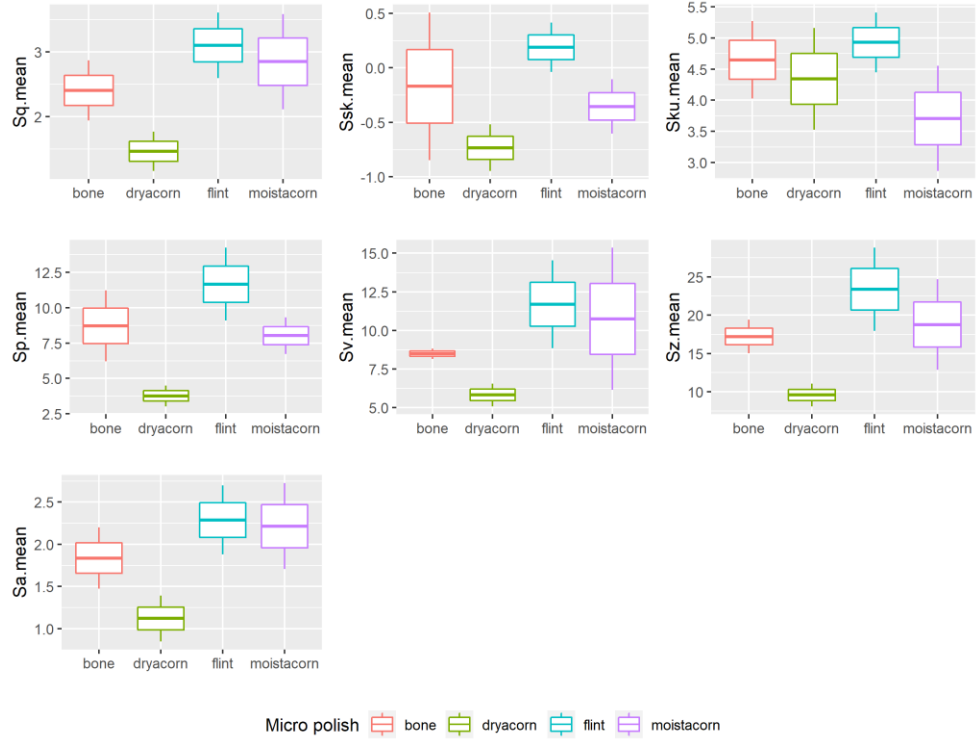 Sq.mean
3
2
bone dryacorn flint moistacorn
Ssk.mean
0.5
0.0
-0.5
-1.0
bone dryacorn flint moistacorn
Sku.mean
5.5
5.0
4.5
4.0
3.5
3.0
bone dryacorn flint moistacorn
Sp.mean
12.5
10.0
7.5
5.0
2.5
bone dryacorn flint moistacorn
Sv.mean
15.0
12.5
10.0
7.5
5.0
bone dryacorn flint moistacorn
Sz.mean
25
20
15
10
bone dryacorn flint moistacorn
Sa.mean
2.5
2.0
1.5
1.0
bone dryacorn flint moistacorn
Micro polish bone dryacorn flint moistacorn